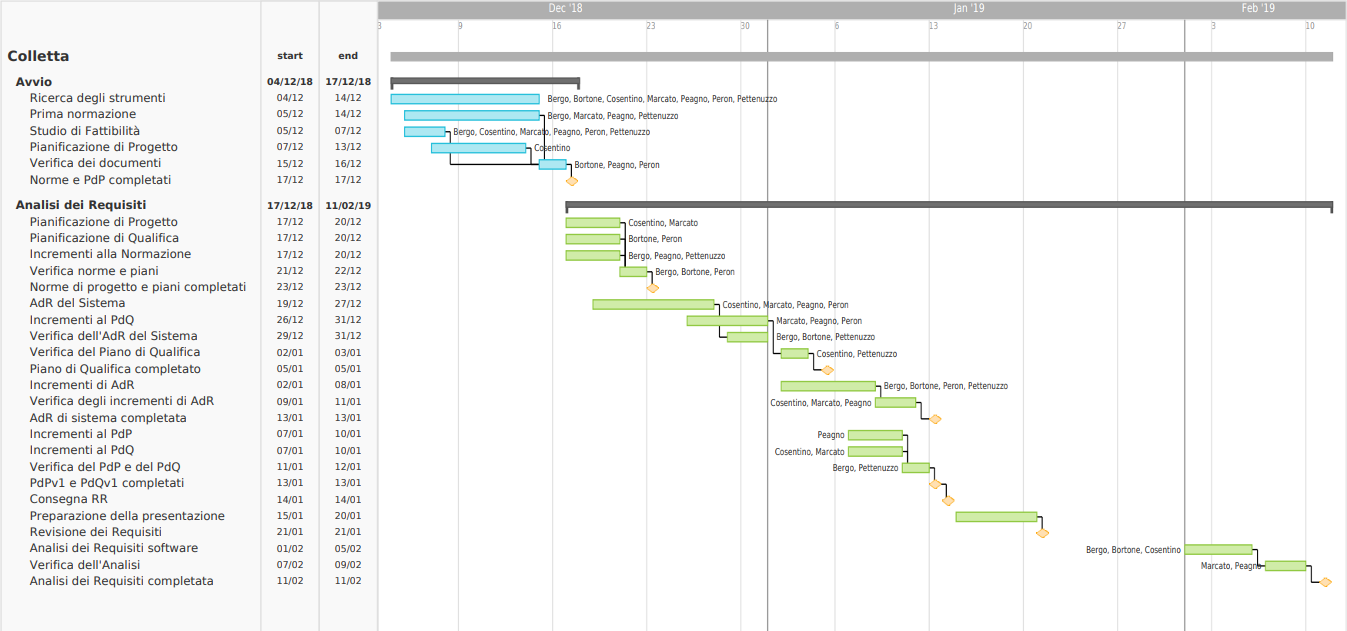 Dec '18 Jan '19 Feb '19
3 9 16 23 30 6 13 20 27 3 10
Colletta start end
Avvio 04/12/18 17/12/18
Ricerca degli strumenti 04/12 14/12 Bergo, Bortone, Cosentino, Marcato, Peagno, Peron, Pettenuzzo
Prima normazione 05/12 14/12 Bergo, Marcato, Peagno, Pettenuzzo
Studio di Fattibilità 05/12 07/12 Bergo, Cosentino, Marcato, Peagno, Peron, Pettenuzzo
Pianificazione di Progetto 07/12 13/12 Cosentino
Verifica dei documenti 15/12 16/12 Bortone, Peagno, Peron
Norme e PdP completati 17/12 17/12
Analisi dei Requisiti 17/12/18 11/02/19
Pianificazione di Progetto 17/12 20/12 Cosentino, Marcato
Pianificazione di Qualifica 17/12 20/12 Bortone, Peron
Incrementi alla Normazione 17/12 20/12 Bergo, Peagno, Pettenuzzo
Verifica norme e piani 21/12 22/12 Bergo, Bortone, Peron
Norme di progetto e piani completati 23/12 23/12
AdR del Sistema 19/12 27/12 Cosentino, Marcato, Peagno, Peron
Incrementi al PdQ 26/12 31/12 Marcato, Peagno, Peron
Verifica dell'AdR del Sistema 29/12 31/12 Bergo, Bortone, Pettenuzzo
Verifica del Piano di Qualifica 02/01 03/01 Cosentino, Pettenuzzo
Piano di Qualifica completato 05/01 05/01
Incrementi di AdR 02/01 08/01 Bergo, Bortone, Peron, Pettenuzzo
Verifica degli incrementi di AdR 09/01 11/01 Cosentino, Marcato, Peagno
AdR di sistema completata 13/01 13/01
Incrementi al PdP 07/01 10/01 Peagno
Incrementi al PdQ 07/01 10/01 Cosentino, Marcato
Verifica del PdP e del PdQ 11/01 12/01 Bergo, Pettenuzzo
PdPv1 e PdQv1 completati 13/01 13/01
Consegna RR 14/01 14/01
Preparazione della presentazione 15/01 20/01
Revisione dei Requisiti 21/01 21/01
Analisi dei Requisiti software 01/02 05/02 Bergo, Bortone, Cosentino
Verifica dell'Analisi 07/02 09/02 Marcato, Peagno
Analisi dei Requisiti completata 11/02 11/02